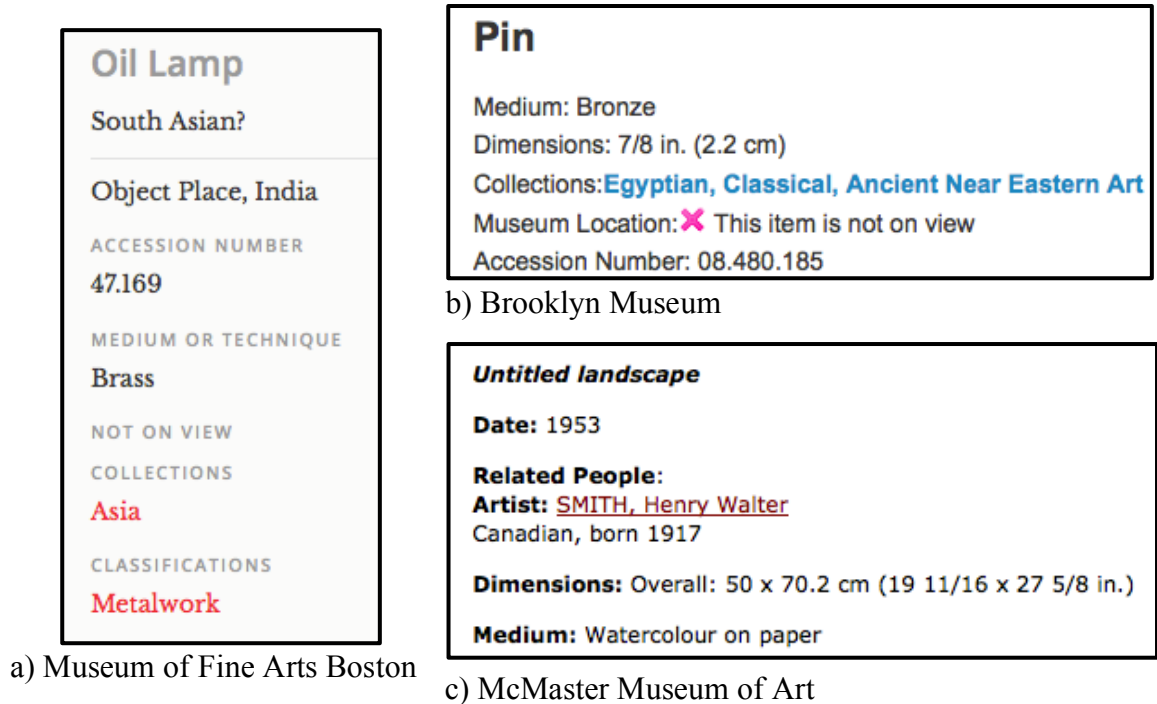 Oil Lamp
South Asian?
Object Place, India
ACCESSION NUMBER
47.169
MEDIUM OR TECHNIQUE
Brass
NOT ON VIEW
COLLECTIONS
Asia
CLASSIFICATIONS
Metalwork
a) Museum of Fine Arts Boston
Pin
Medium: Bronze
Dimensions: 7/8 in. (2.2 cm)
Collections:Egyptian, Classical, Ancient Near Eastern Art
Museum Location: This item is not on view
Accession Number: 08.480.185
b) Brooklyn Museum
Untitled landscape
Date: 1953
Related People:
Artist: SMITH, Henry Walter
Canadian, born 1917
Dimensions: Overall: 50 x 70.2 cm (19 11/16 x 27 5/8 in.)
Medium: Watercolour on paper
c) McMaster Museum of Art